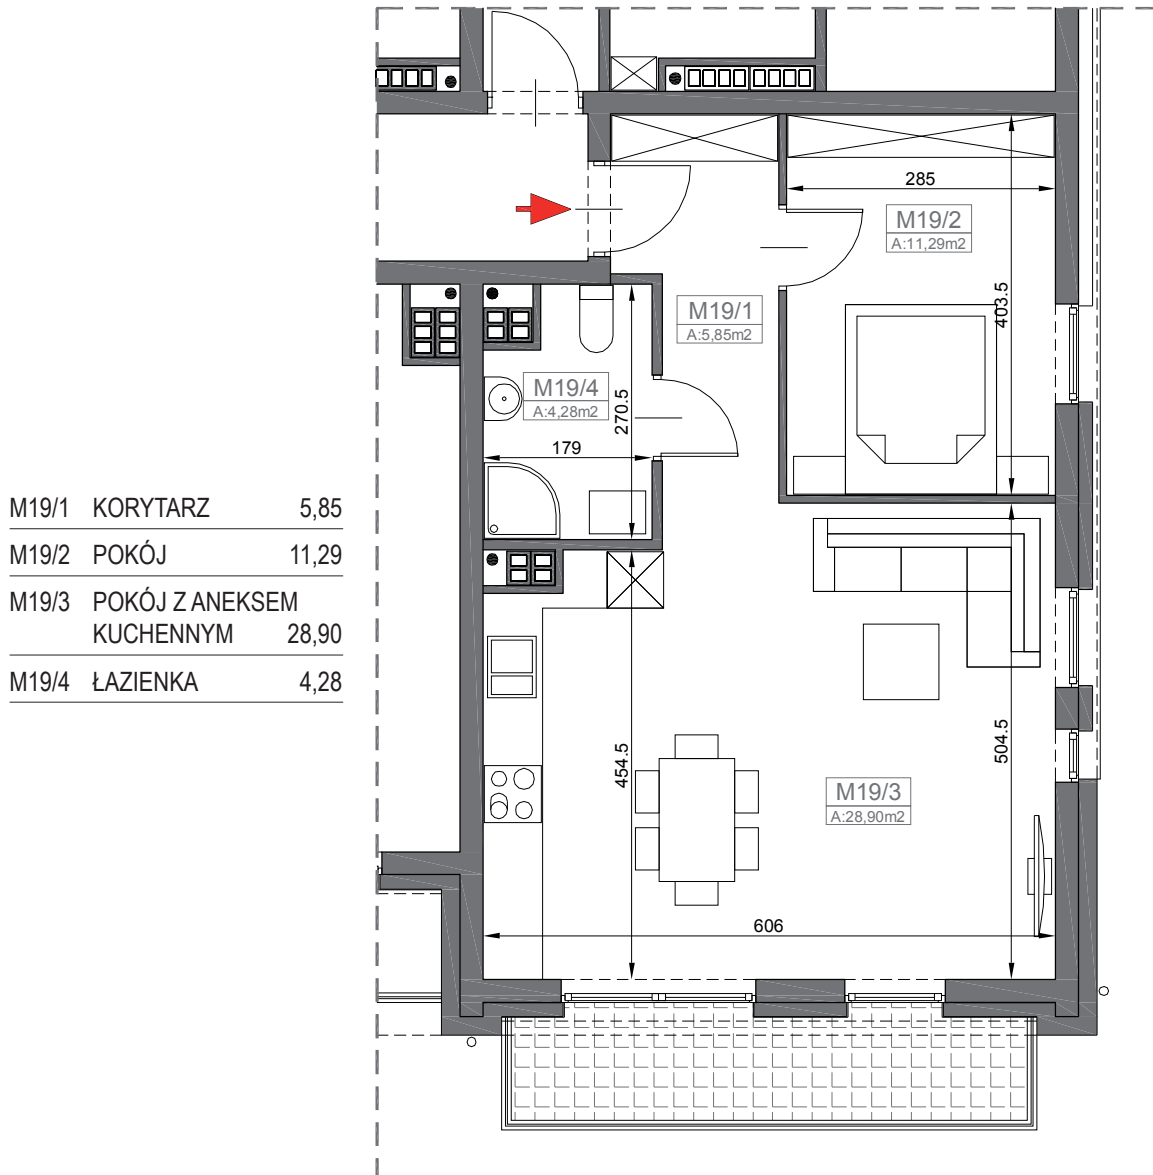 M19/1 KORYTARZ 5,85
M19/2 POKÓJ 11,29
M19/3 POKÓJ Z ANEKSEM
KUCHENNYM 28,90
M19/4 ŁAZIENKA 4,28
285
M19/2
A:11,29m2
403.5
M19/1
A:5,85m2
M19/4
A:4,28m2
270.5
179
454.5
504.5
M19/3
A:28,90m2
606